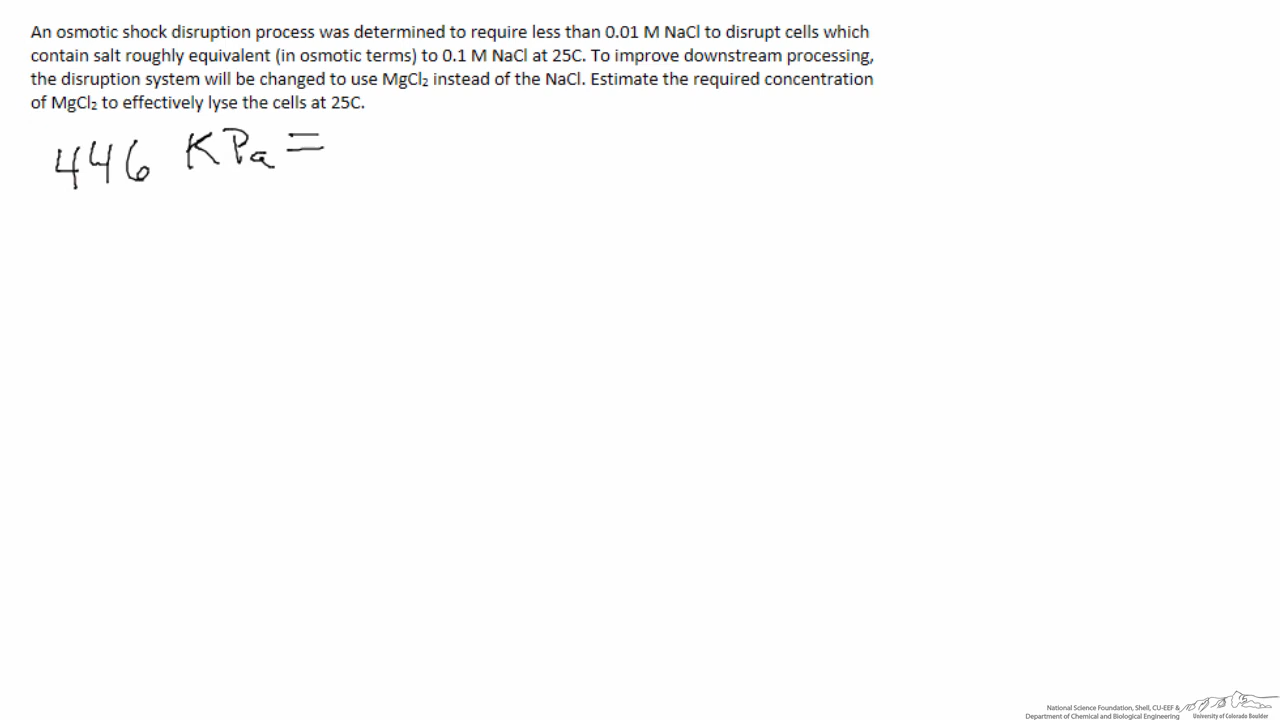 An osmotic shock disruption process was determined to require less than 0.01 M NaCl to disrupt cells which
contain salt roughly equivalent (in osmotic terms) to 0.1 M NaCl at 25C. To improve downstream processing,
the disruption system will be changed to use MgCl₂ instead of the NaCl. Estimate the required concentration
of MgCl₂ to effectively lyse the cells at 25C.
446 KPa =
National Science Foundation, Shell, CU-EEF &
Department of Chemical and Biological Engineering
University of Colorado Boulder